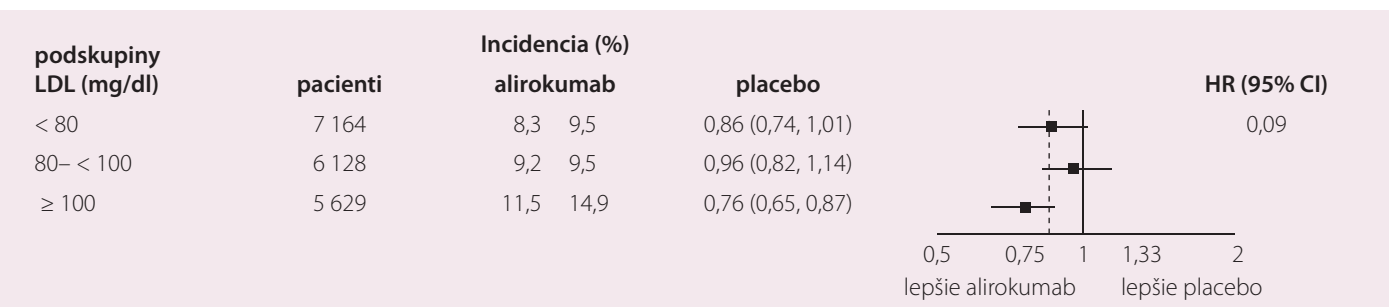 Incidencia (%)
podskupiny
LDL (mg/dl) pacienti alirokumab placebo HR (95% CI)
< 80 7 164 8,3 9,5 0,86 (0,74, 1,01) 0,09
80– < 100 6 128 9,2 9,5 0,96 (0,82, 1,14)
≥ 100 5 629 11,5 14,9 0,76 (0,65, 0,87)
0,5 0,75 1 1,33 2
lepšie alirokumab lepšie placebo